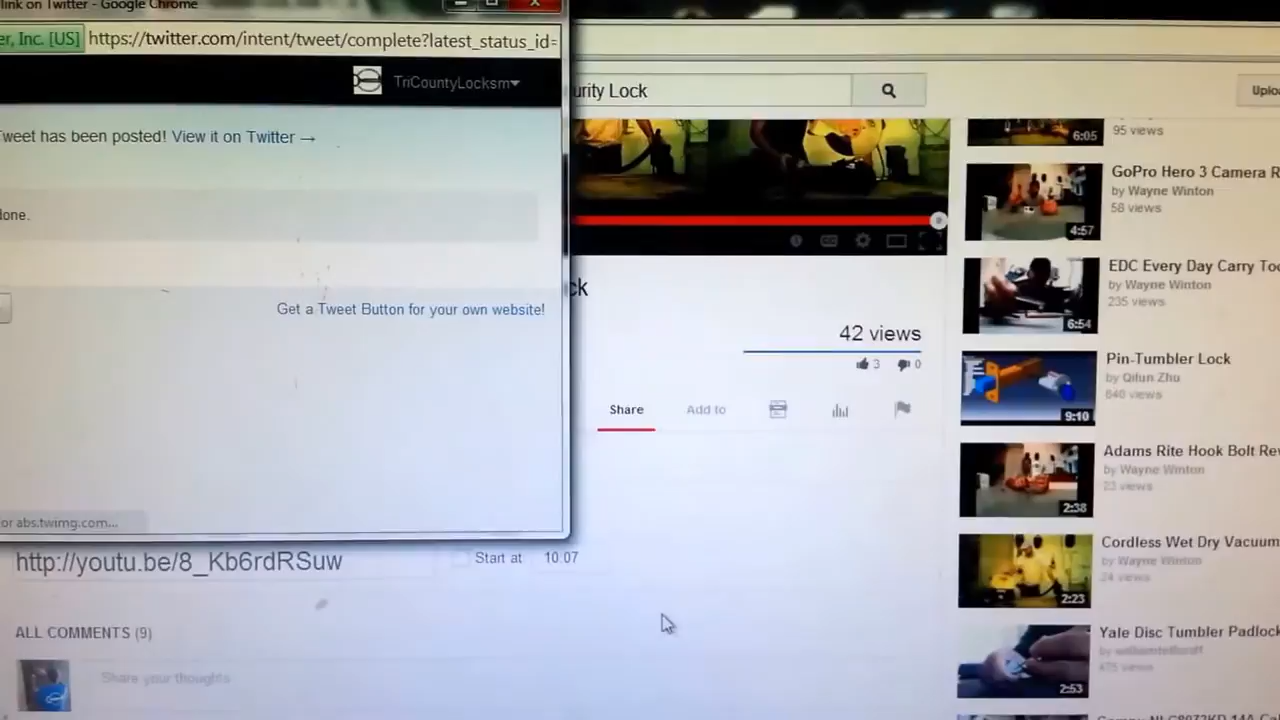 link on Twitter - Google Chrome
er, Inc. [US] https://twitter.com/intent/tweet/complete?latest_status_id=
TriCountyLocksm
Tweet has been posted! View it on Twitter →
done.
Get a Tweet Button for your own website!
or abs.twimg.com...
urity Lock
Uplo
ck
42 views
3 0
Share Add to
http://youtu.be/8_Kb6rdRSuw
Start at 10:07
ALL COMMENTS (9)
Share your thoughts
6:05
95 views
GoPro Hero 3 Camera R
by Wayne Winton
58 views
4:57
EDC Every Day Carry Too
by Wayne Winton
235 views
6:54
Pin-Tumbler Lock
by Qifun Zhu
640 views
9:10
Adams Rite Hook Bolt Re
by Wayne Winton
23 views
2:38
Cordless Wet Dry Vacuum
by Wayne Winton
24 views
2:23
Yale Disc Tumbler Padlock
by
475 views
2:53